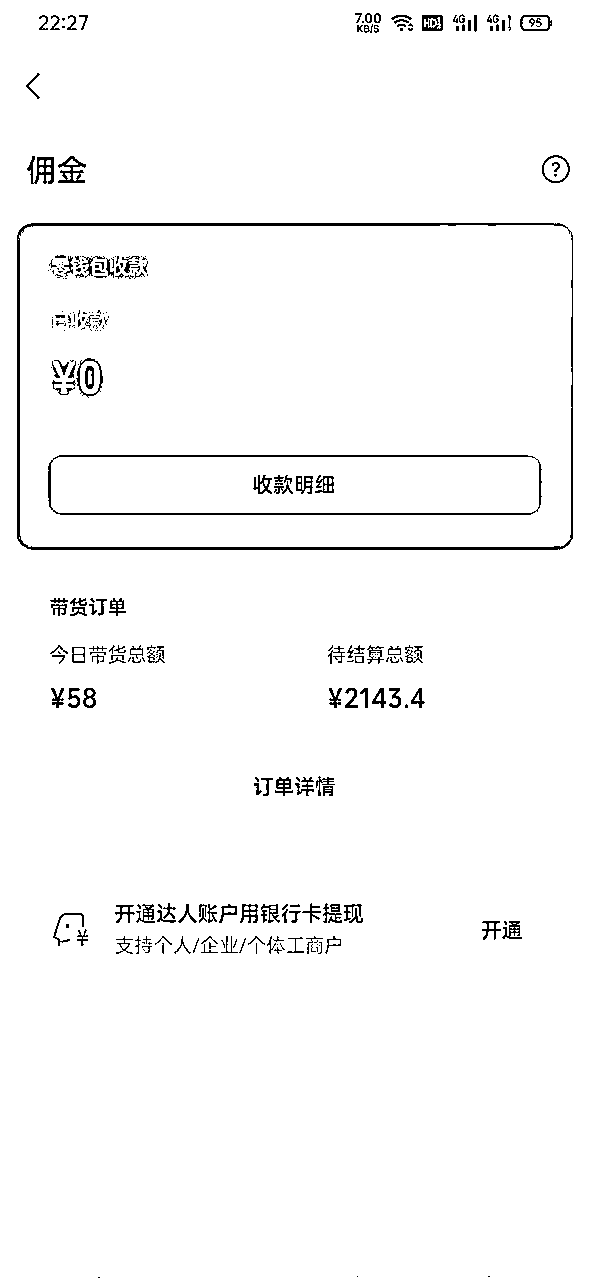 22:27 7.00 KB/S HD 4G 4G 95
佣金 ?
零钱包收款
已收款
¥0
收款明细
带货订单
今日带货总额 待结算总额
¥58 ¥2143.4
订单详情
开通达人账户用银行卡提现
支持个人/企业/个体工商户
开通